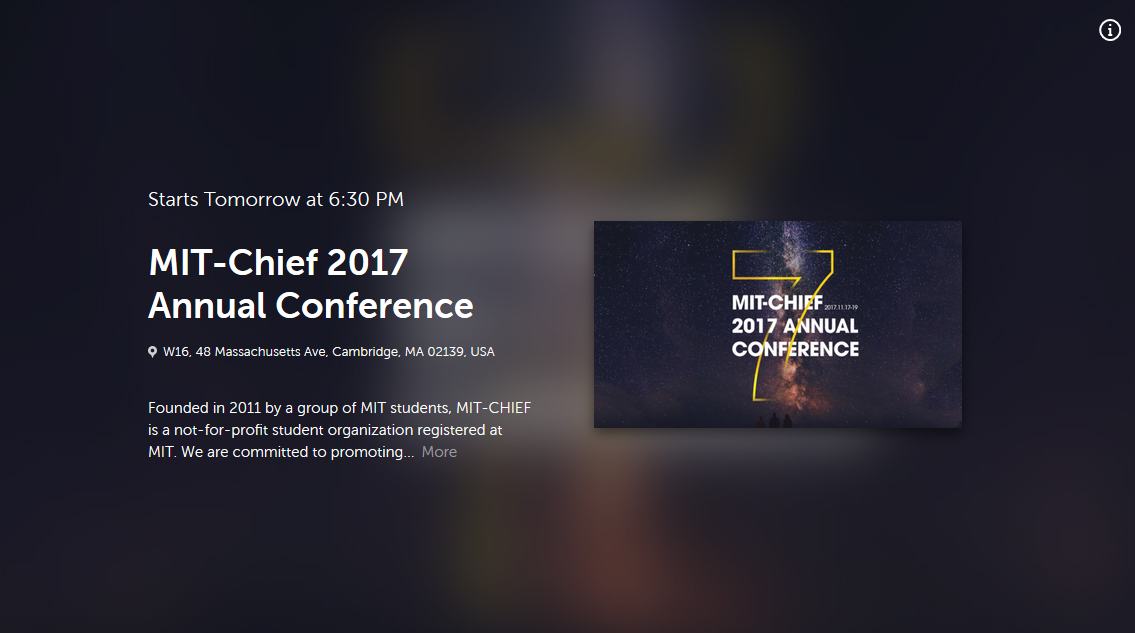 Starts Tomorrow at 6:30 PM
MIT-Chief 2017
Annual Conference
W16, 48 Massachusetts Ave, Cambridge, MA 02139, USA
Founded in 2011 by a group of MIT students, MIT-CHIEF
is a not-for-profit student organization registered at
MIT. We are committed to promoting... More
7
MIT-CHIEF 2017.11.17-19
2017 ANNUAL
CONFERENCE